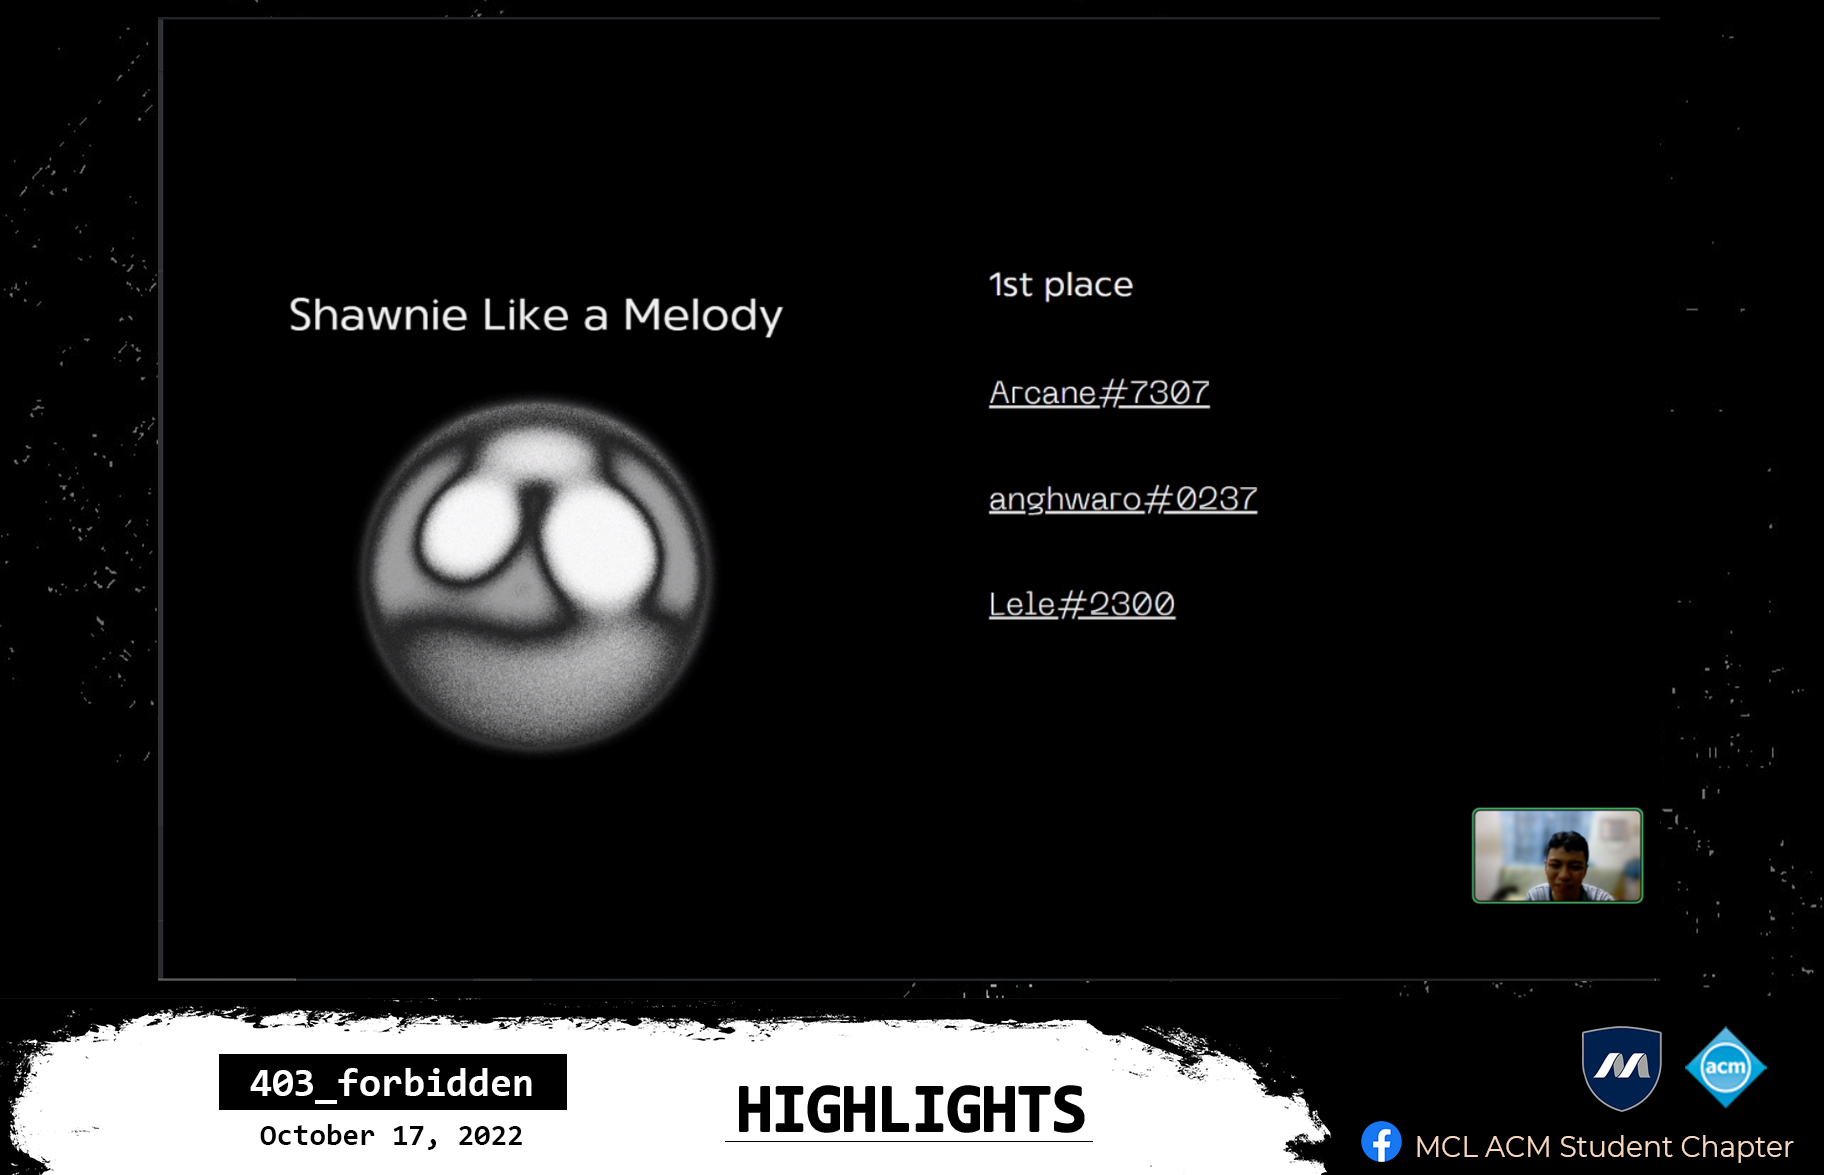 Shawnie Like a Melody
1st place
Arcane#7307
anghwaro#0237
Lele#2300
403_forbidden
October 17, 2022
HIGHLIGHTS
acm
MCL ACM Student Chapter